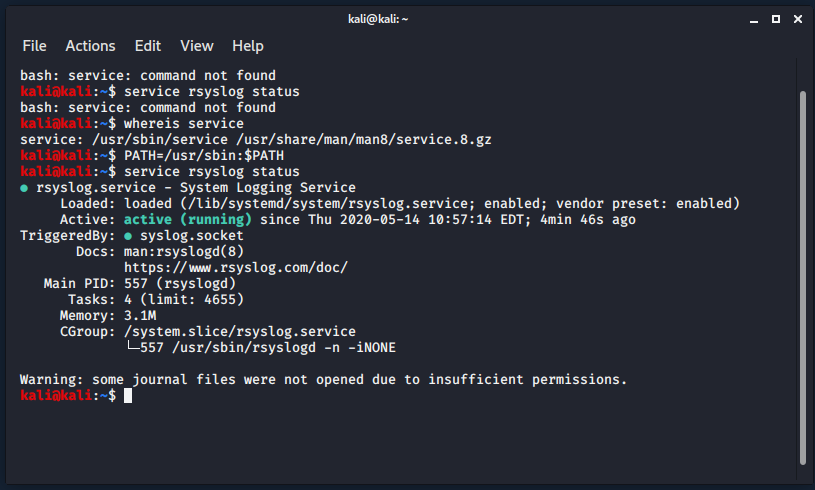 kali@kali: ~
File Actions Edit View Help
bash: service: command not found
kali@kali:~$ service rsyslog status
bash: service: command not found
kali@kali:~$ whereis service
service: /usr/sbin/service /usr/share/man/man8/service.8.gz
kali@kali:~$ PATH=/usr/sbin:$PATH
kali@kali:~$ service rsyslog status
● rsyslog.service - System Logging Service
Loaded: loaded (/lib/systemd/system/rsyslog.service; enabled; vendor preset: enabled)
Active: active (running) since Thu 2020-05-14 10:57:14 EDT; 4min 46s ago
TriggeredBy: ● syslog.socket
Docs: man:rsyslogd(8)
https://www.rsyslog.com/doc/
Main PID: 557 (rsyslogd)
Tasks: 4 (limit: 4655)
Memory: 3.1M
CGroup: /system.slice/rsyslog.service
└─557 /usr/sbin/rsyslogd -n -iNONE
Warning: some journal files were not opened due to insufficient permissions.
kali@kali:~$